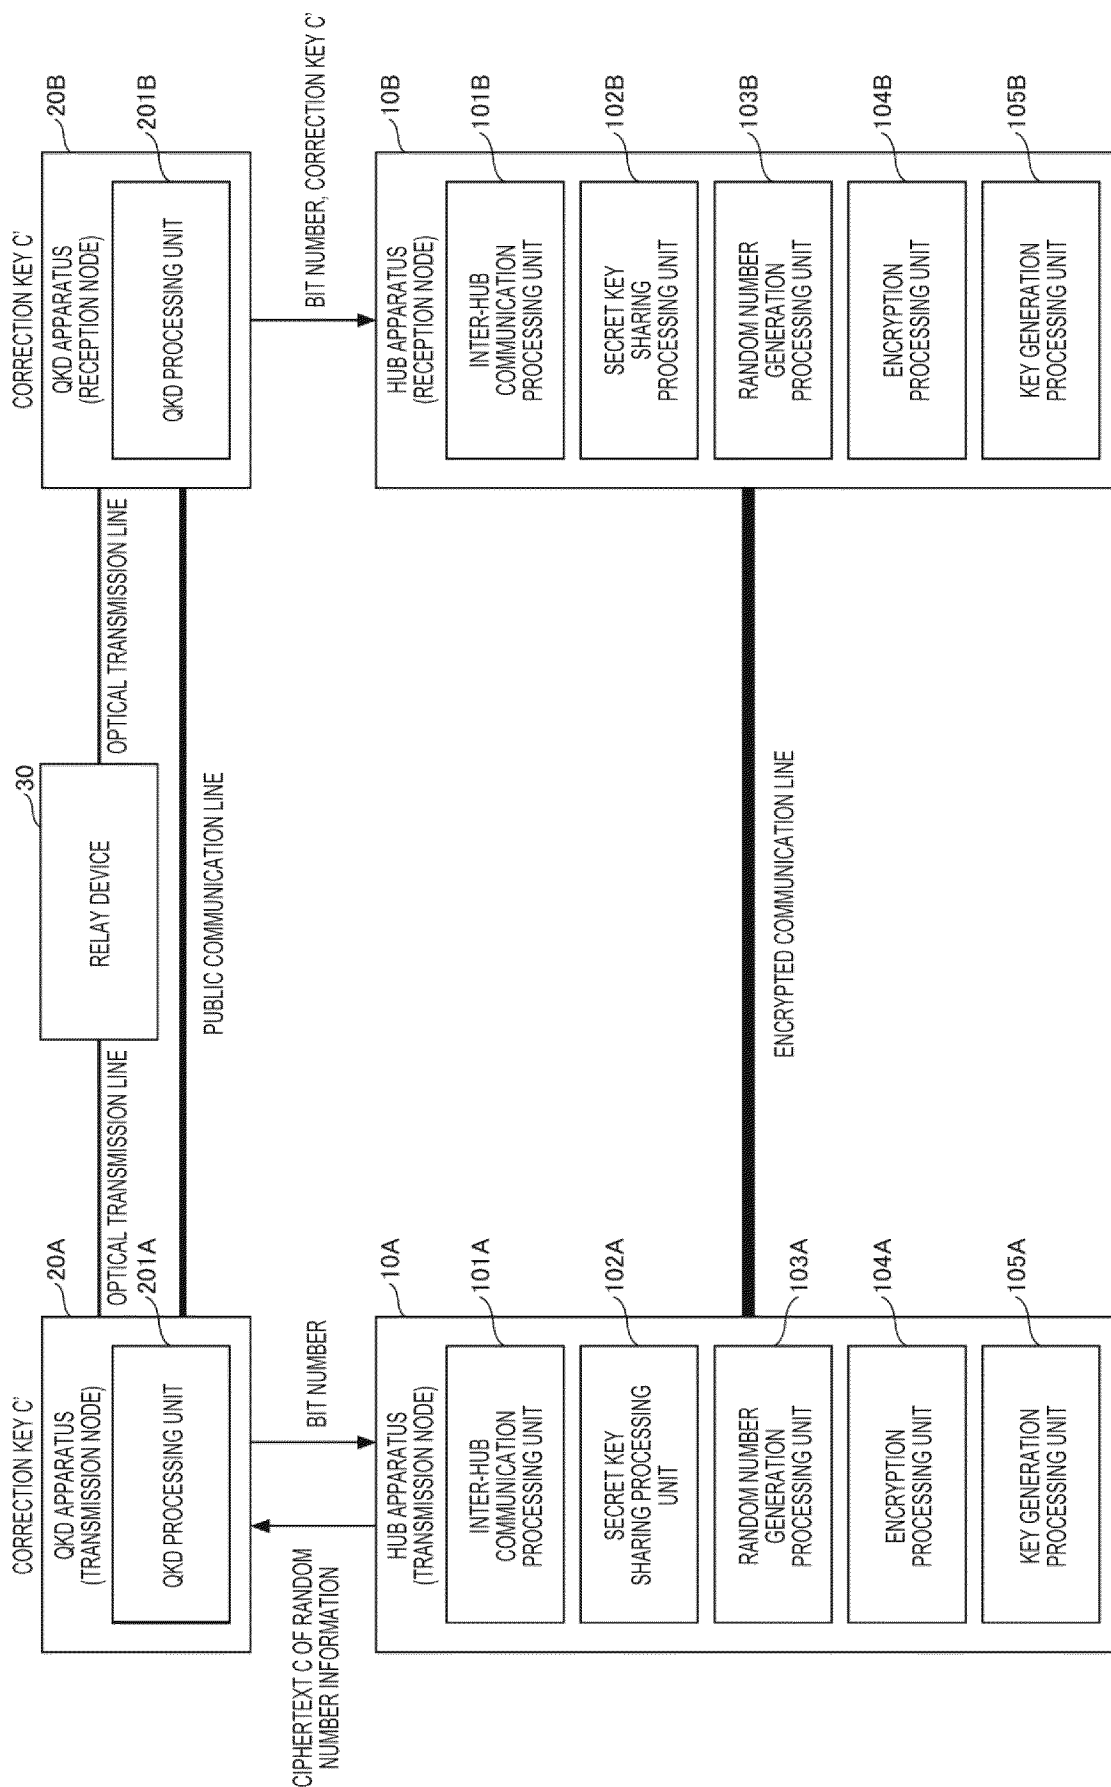 CORRECTION KEY C'
QKD APPARATUS
(TRANSMISSION NODE)
20A
QKD PROCESSING UNIT
201A
OPTICAL TRANSMISSION LINE
RELAY DEVICE
30
OPTICAL TRANSMISSION LINE
PUBLIC COMMUNICATION LINE
CORRECTION KEY C'
QKD APPARATUS
(RECEPTION NODE)
20B
QKD PROCESSING UNIT
201B
CIPHERTEXT C OF RANDOM
NUMBER INFORMATION
BIT NUMBER
BIT NUMBER, CORRECTION KEY C'
HUB APPARATUS
(TRANSMISSION NODE)
10A
INTER-HUB
COMMUNICATION
PROCESSING UNIT
101A
SECRET KEY
SHARING PROCESSING
UNIT
102A
RANDOM NUMBER
GENERATION
PROCESSING UNIT
103A
ENCRYPTION
PROCESSING UNIT
104A
KEY GENERATION
PROCESSING UNIT
105A
ENCRYPTED COMMUNICATION LINE
HUB APPARATUS
(RECEPTION NODE)
10B
INTER-HUB
COMMUNICATION
PROCESSING UNIT
101B
SECRET KEY
SHARING
PROCESSING UNIT
102B
RANDOM NUMBER
GENERATION
PROCESSING UNIT
103B
ENCRYPTION
PROCESSING UNIT
104B
KEY GENERATION
PROCESSING UNIT
105B